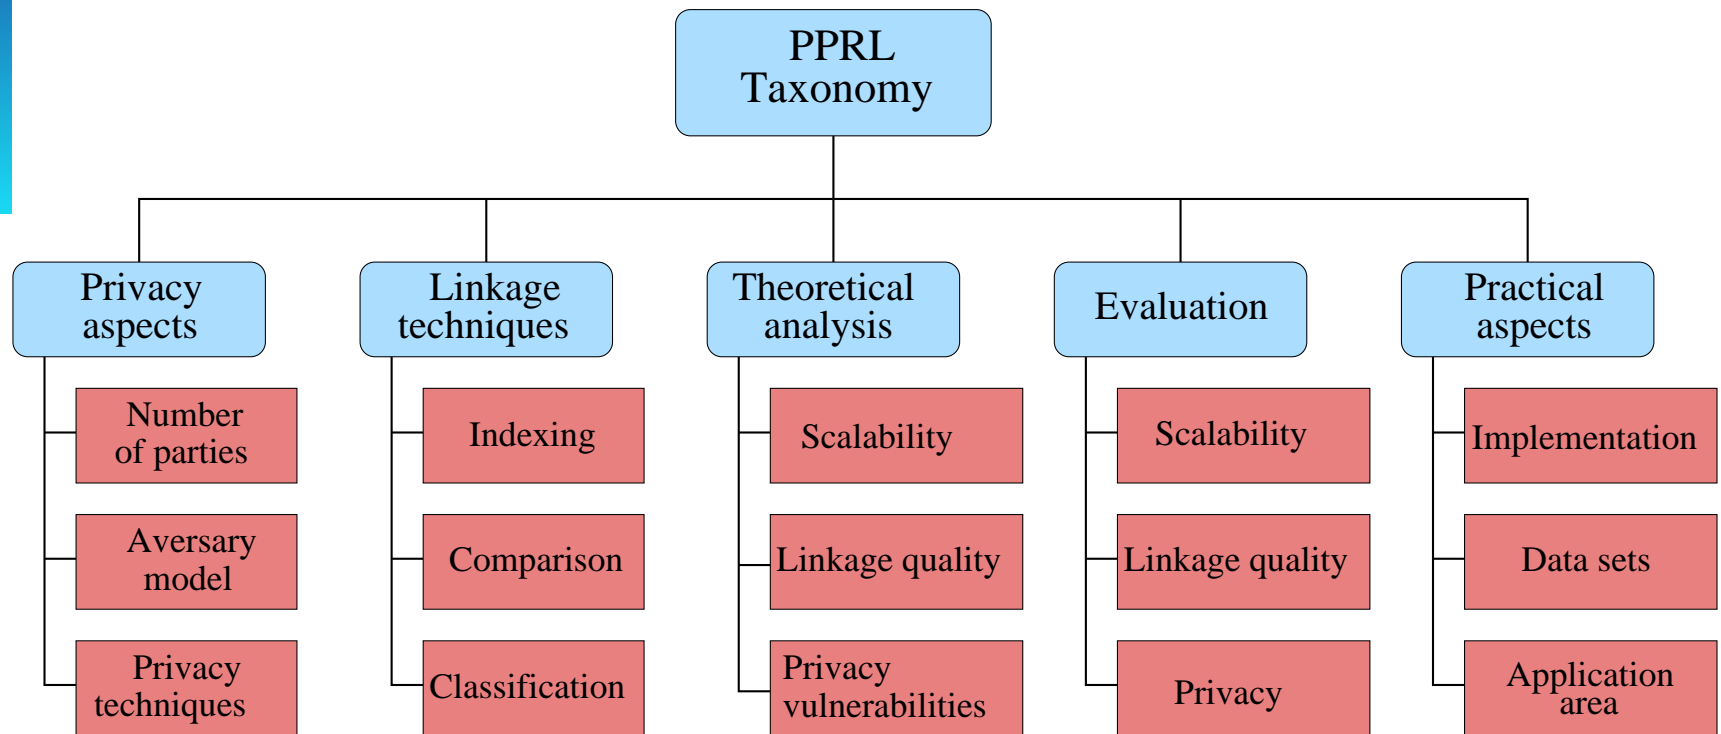 PPRL
Taxonomy
Privacy
aspects
Number
of parties
Aversary
model
Privacy
techniques
Linkage
techniques
Indexing
Comparison
Classification
Theoretical
analysis
Scalability
Linkage quality
Privacy
vulnerabilities
Evaluation
Scalability
Linkage quality
Privacy
Practical
aspects
Implementation
Data sets
Application
area